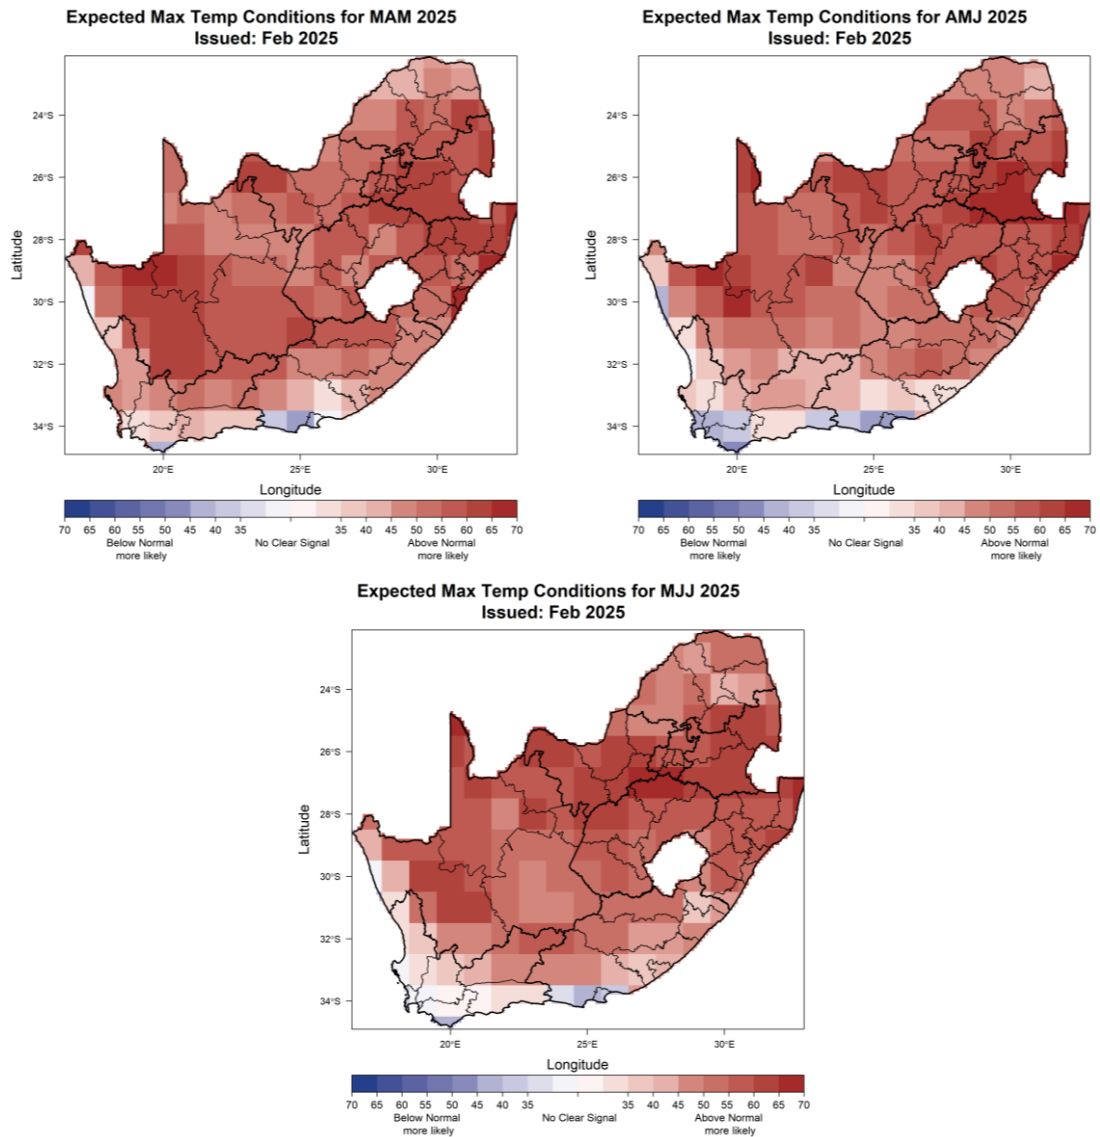 Expected Max Temp Conditions for MAM 2025
Issued: Feb 2025
Latitude
24°S
26°S
28°S
30°S
32°S
34°S
20°E 25°E 30°E
Longitude
70 65 60 55 50 45 40 35 35 40 45 50 55 60 65 70
Below Normal No Clear Signal Above Normal
more likely more likely
Expected Max Temp Conditions for AMJ 2025
Issued: Feb 2025
Latitude
24°S
26°S
28°S
30°S
32°S
34°S
20°E 25°E 30°E
Longitude
70 65 60 55 50 45 40 35 35 40 45 50 55 60 65 70
Below Normal No Clear Signal Above Normal
more likely more likely
Expected Max Temp Conditions for MJJ 2025
Issued: Feb 2025
Latitude
24°S
26°S
28°S
30°S
32°S
34°S
20°E 25°E 30°E
Longitude
70 65 60 55 50 45 40 35 35 40 45 50 55 60 65 70
Below Normal No Clear Signal Above Normal
more likely more likely